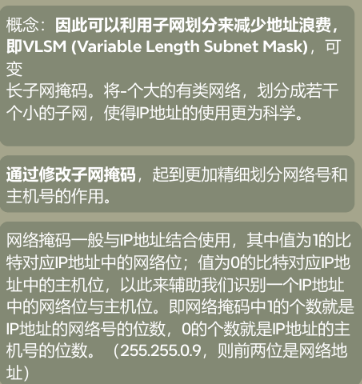 概念：因此可以利用子网划分来减少地址浪费，
即VLSM (Variable Length Subnet Mask)，可
变
长子网掩码。将-个大的有类网络，划分成若干
个小的子网，使得IP地址的使用更为科学。
通过修改子网掩码，起到更加精细划分网络号和
主机号的作用。
网络掩码一般与IP地址结合使用，其中值为1的比
特对应IP地址中的网络位；值为0的比特对应IP地
址中的主机位，以此来辅助我们识别一个IP地址
中的网络位与主机位。即网络掩码中1的个数就是
IP地址的网络号的位数，0的个数就是IP地址的主
机号的位数。（255.255.0.9，则前两位是网络地
址）